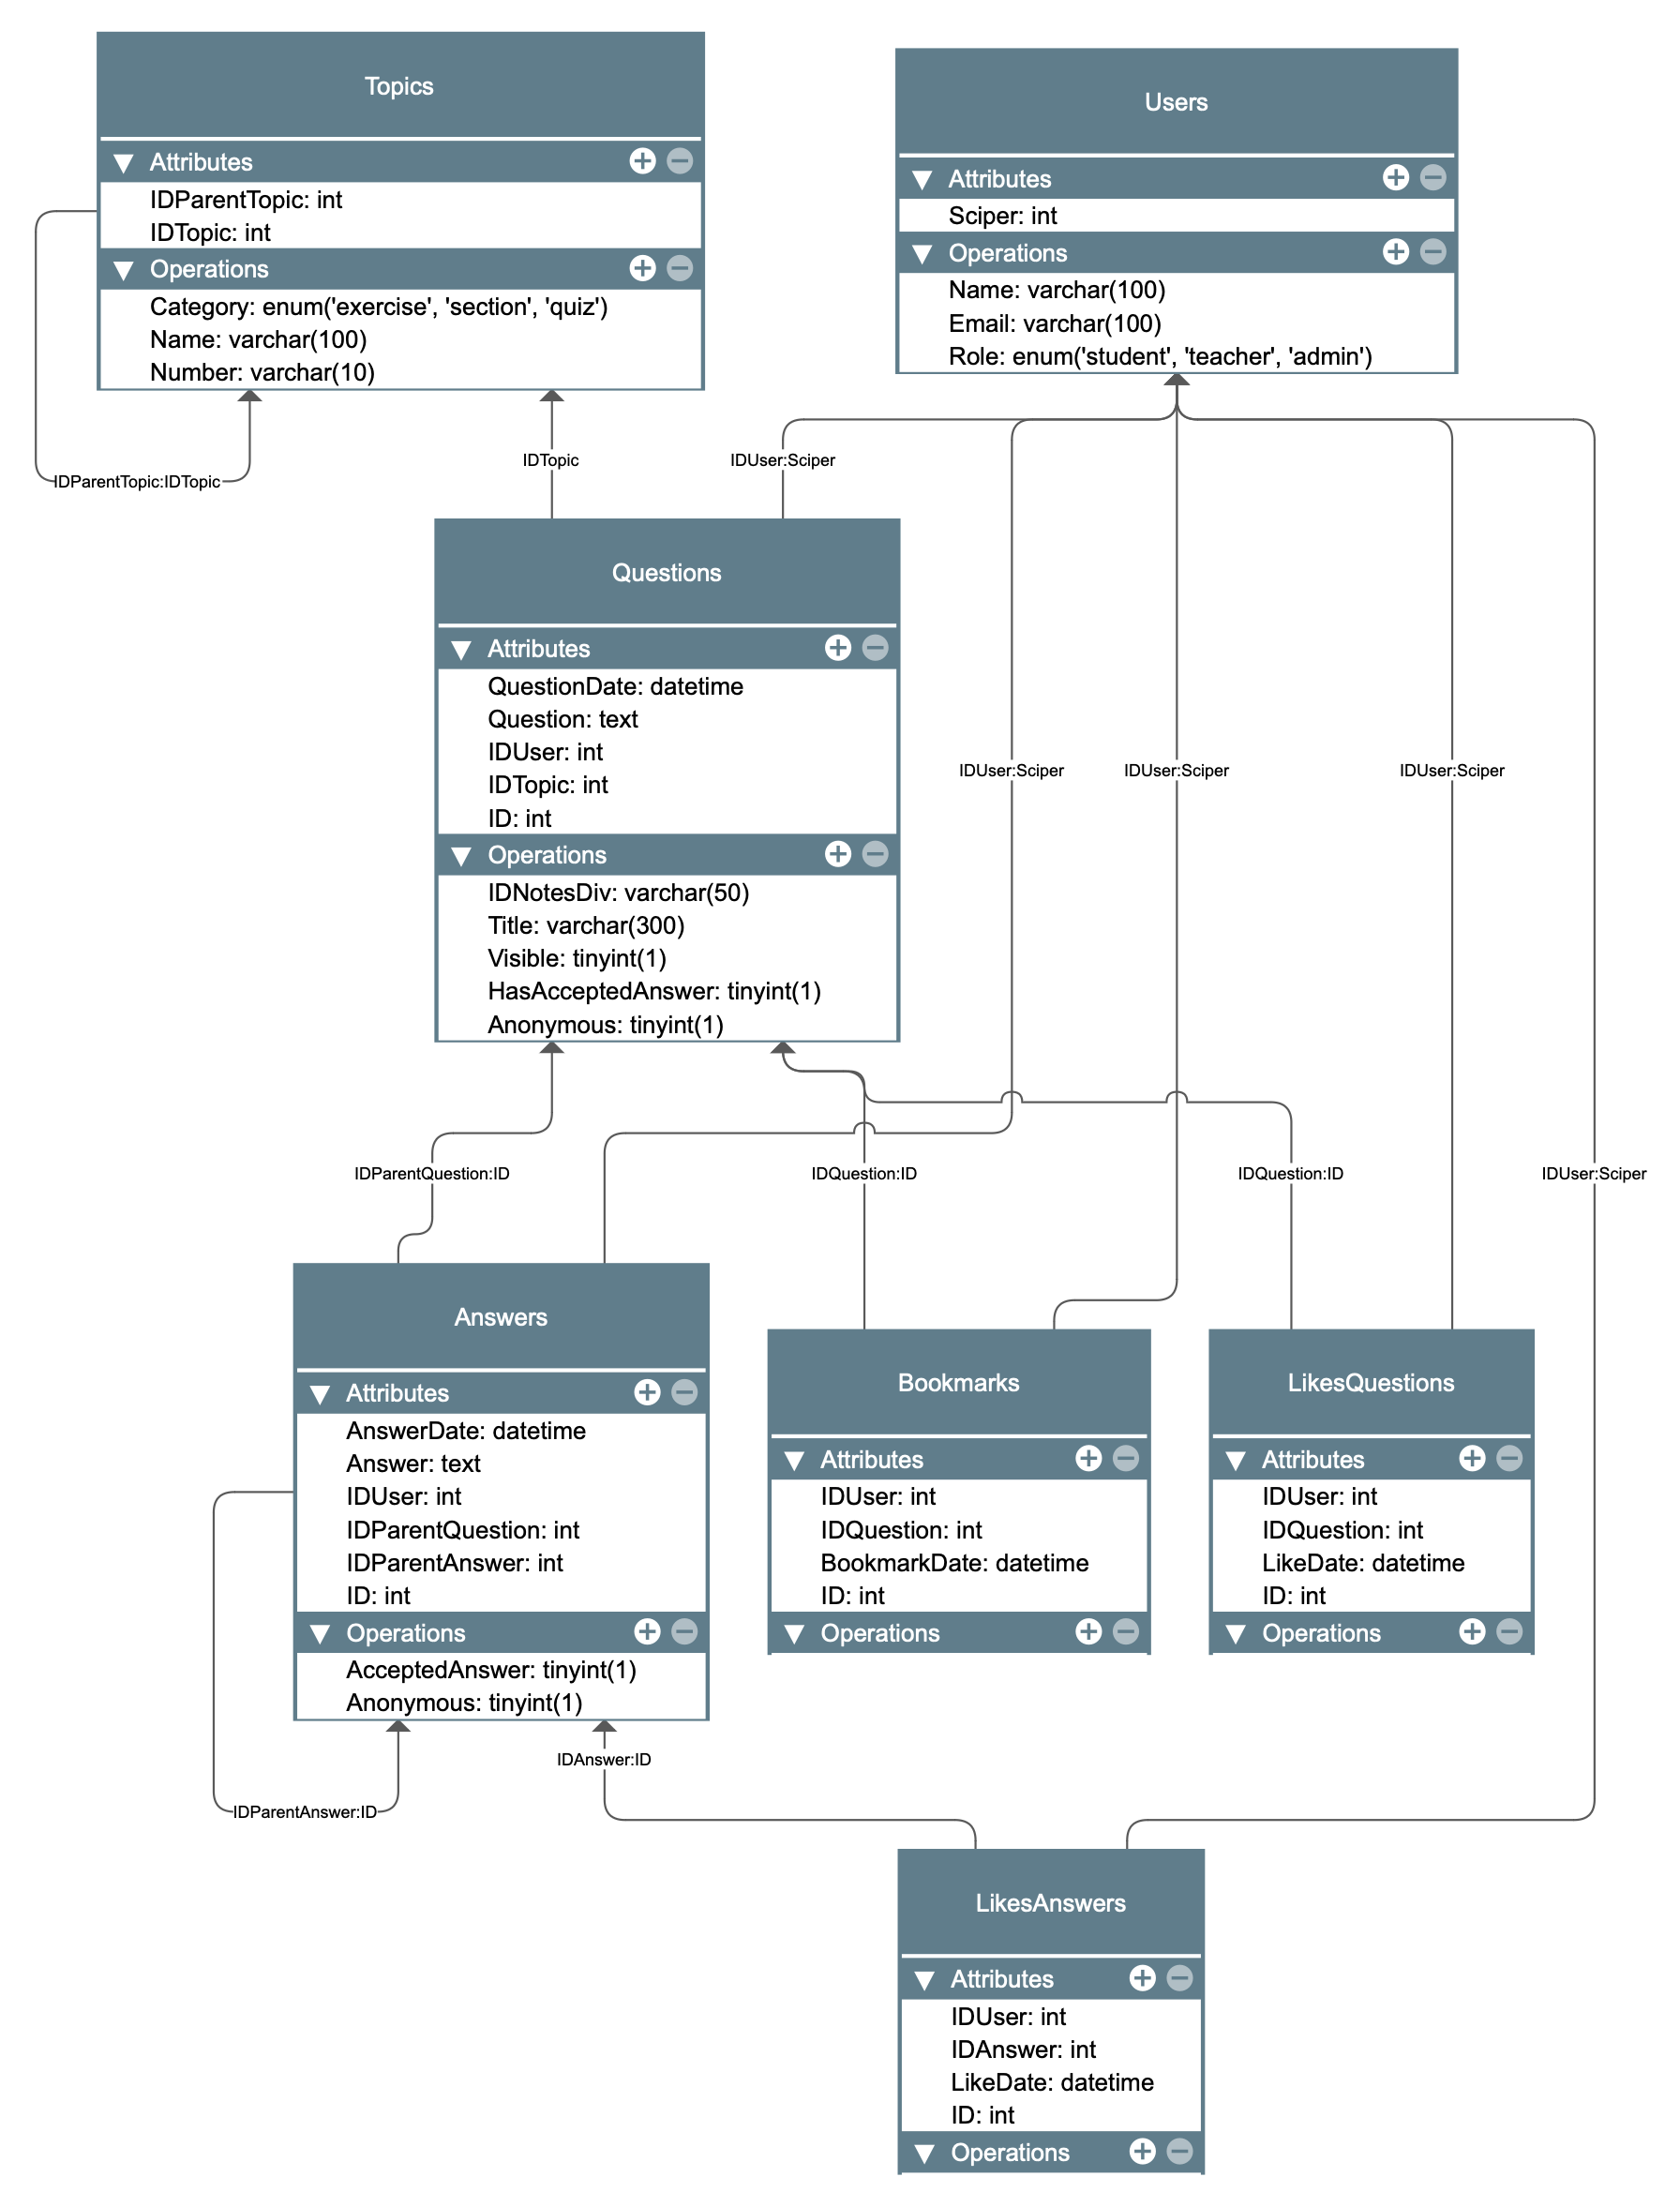 Topics
Attributes
IDParentTopic: int
IDTopic: int
Operations
Category: enum('exercise', 'section', 'quiz')
Name: varchar(100)
Number: varchar(10)
Users
Attributes
Sciper: int
Operations
Name: varchar(100)
Email: varchar(100)
Role: enum('student', 'teacher', 'admin')
IDParentTopic:IDTopic
IDTopic
IDUser:Sciper
Questions
Attributes
QuestionDate: datetime
Question: text
IDUser: int
IDTopic: int
ID: int
Operations
IDNotesDiv: varchar(50)
Title: varchar(300)
Visible: tinyint(1)
HasAcceptedAnswer: tinyint(1)
Anonymous: tinyint(1)
IDUser:Sciper
IDUser:Sciper
IDUser:Sciper
IDParentQuestion:ID
IDQuestion:ID
IDQuestion:ID
IDUser:Sciper
Answers
Attributes
AnswerDate: datetime
Answer: text
IDUser: int
IDParentQuestion: int
IDParentAnswer: int
ID: int
Operations
AcceptedAnswer: tinyint(1)
Anonymous: tinyint(1)
Bookmarks
Attributes
IDUser: int
IDQuestion: int
BookmarkDate: datetime
ID: int
Operations
LikesQuestions
Attributes
IDUser: int
IDQuestion: int
LikeDate: datetime
ID: int
Operations
IDAnswer:ID
IDParentAnswer:ID
LikesAnswers
Attributes
IDUser: int
IDAnswer: int
LikeDate: datetime
ID: int
Operations